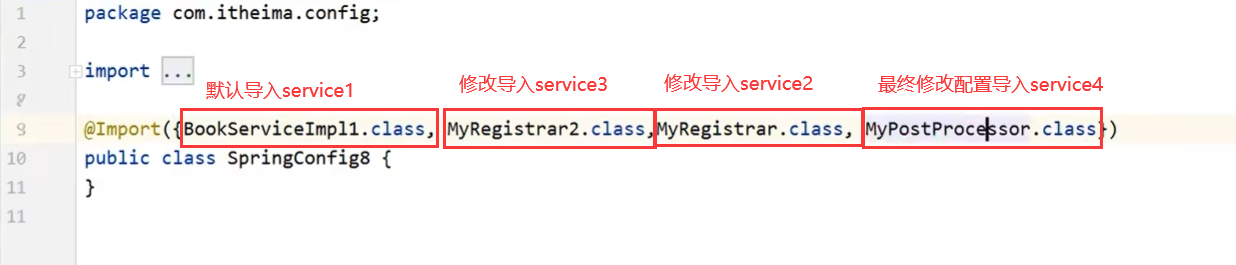 1 package com.itheima.config;
2
3 import ...
默认导入service1 修改导入service3 修改导入service2 最终修改配置导入service4
8
9 @Import({BookServiceImpl1.class, MyRegistrar2.class,MyRegistrar.class, MyPostProcessor.class})
10 public class SpringConfig8 {
11 }
11